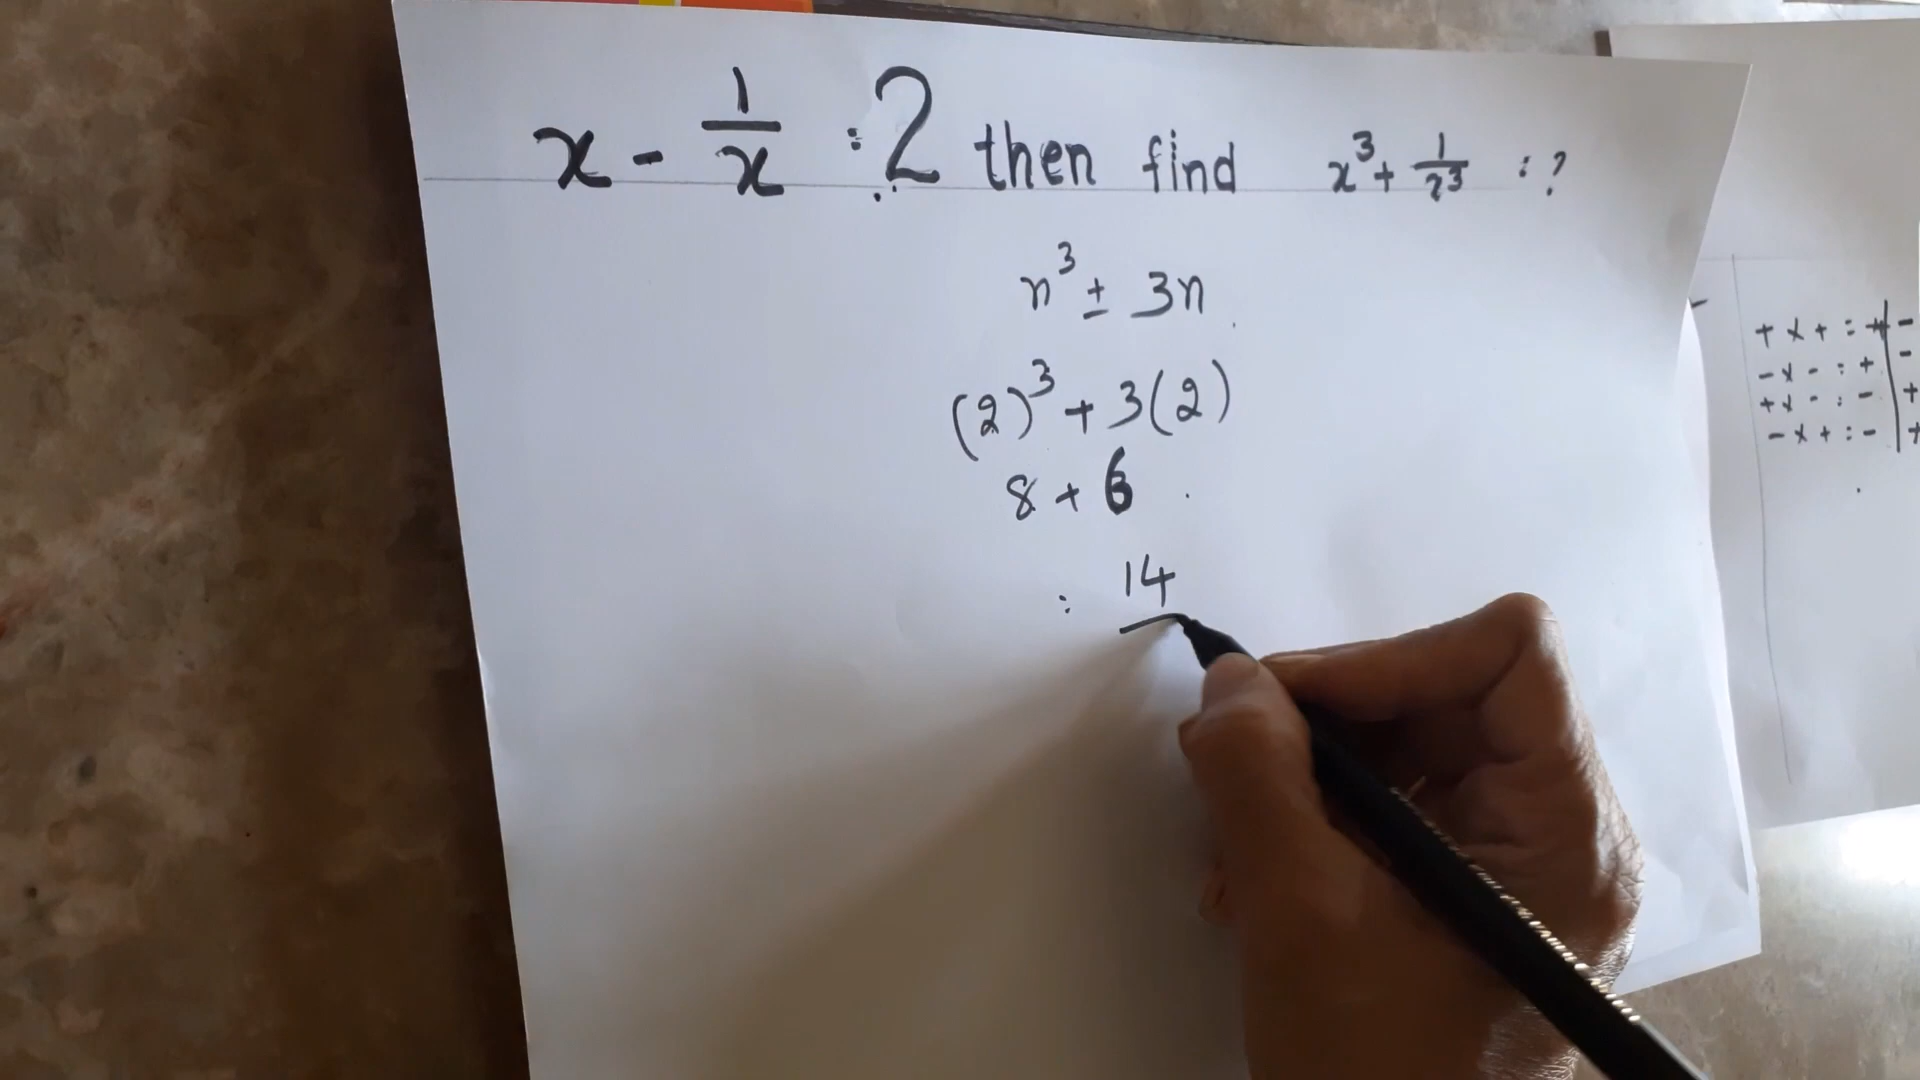 x - 1/x : 2 then find x³ + 1/x³ : ?
n³ ± 3n
(2)³ + 3(2)
8 + 6
: 14
+ x + : + -
- x - : + -
+ x - : - +
- x + : - +